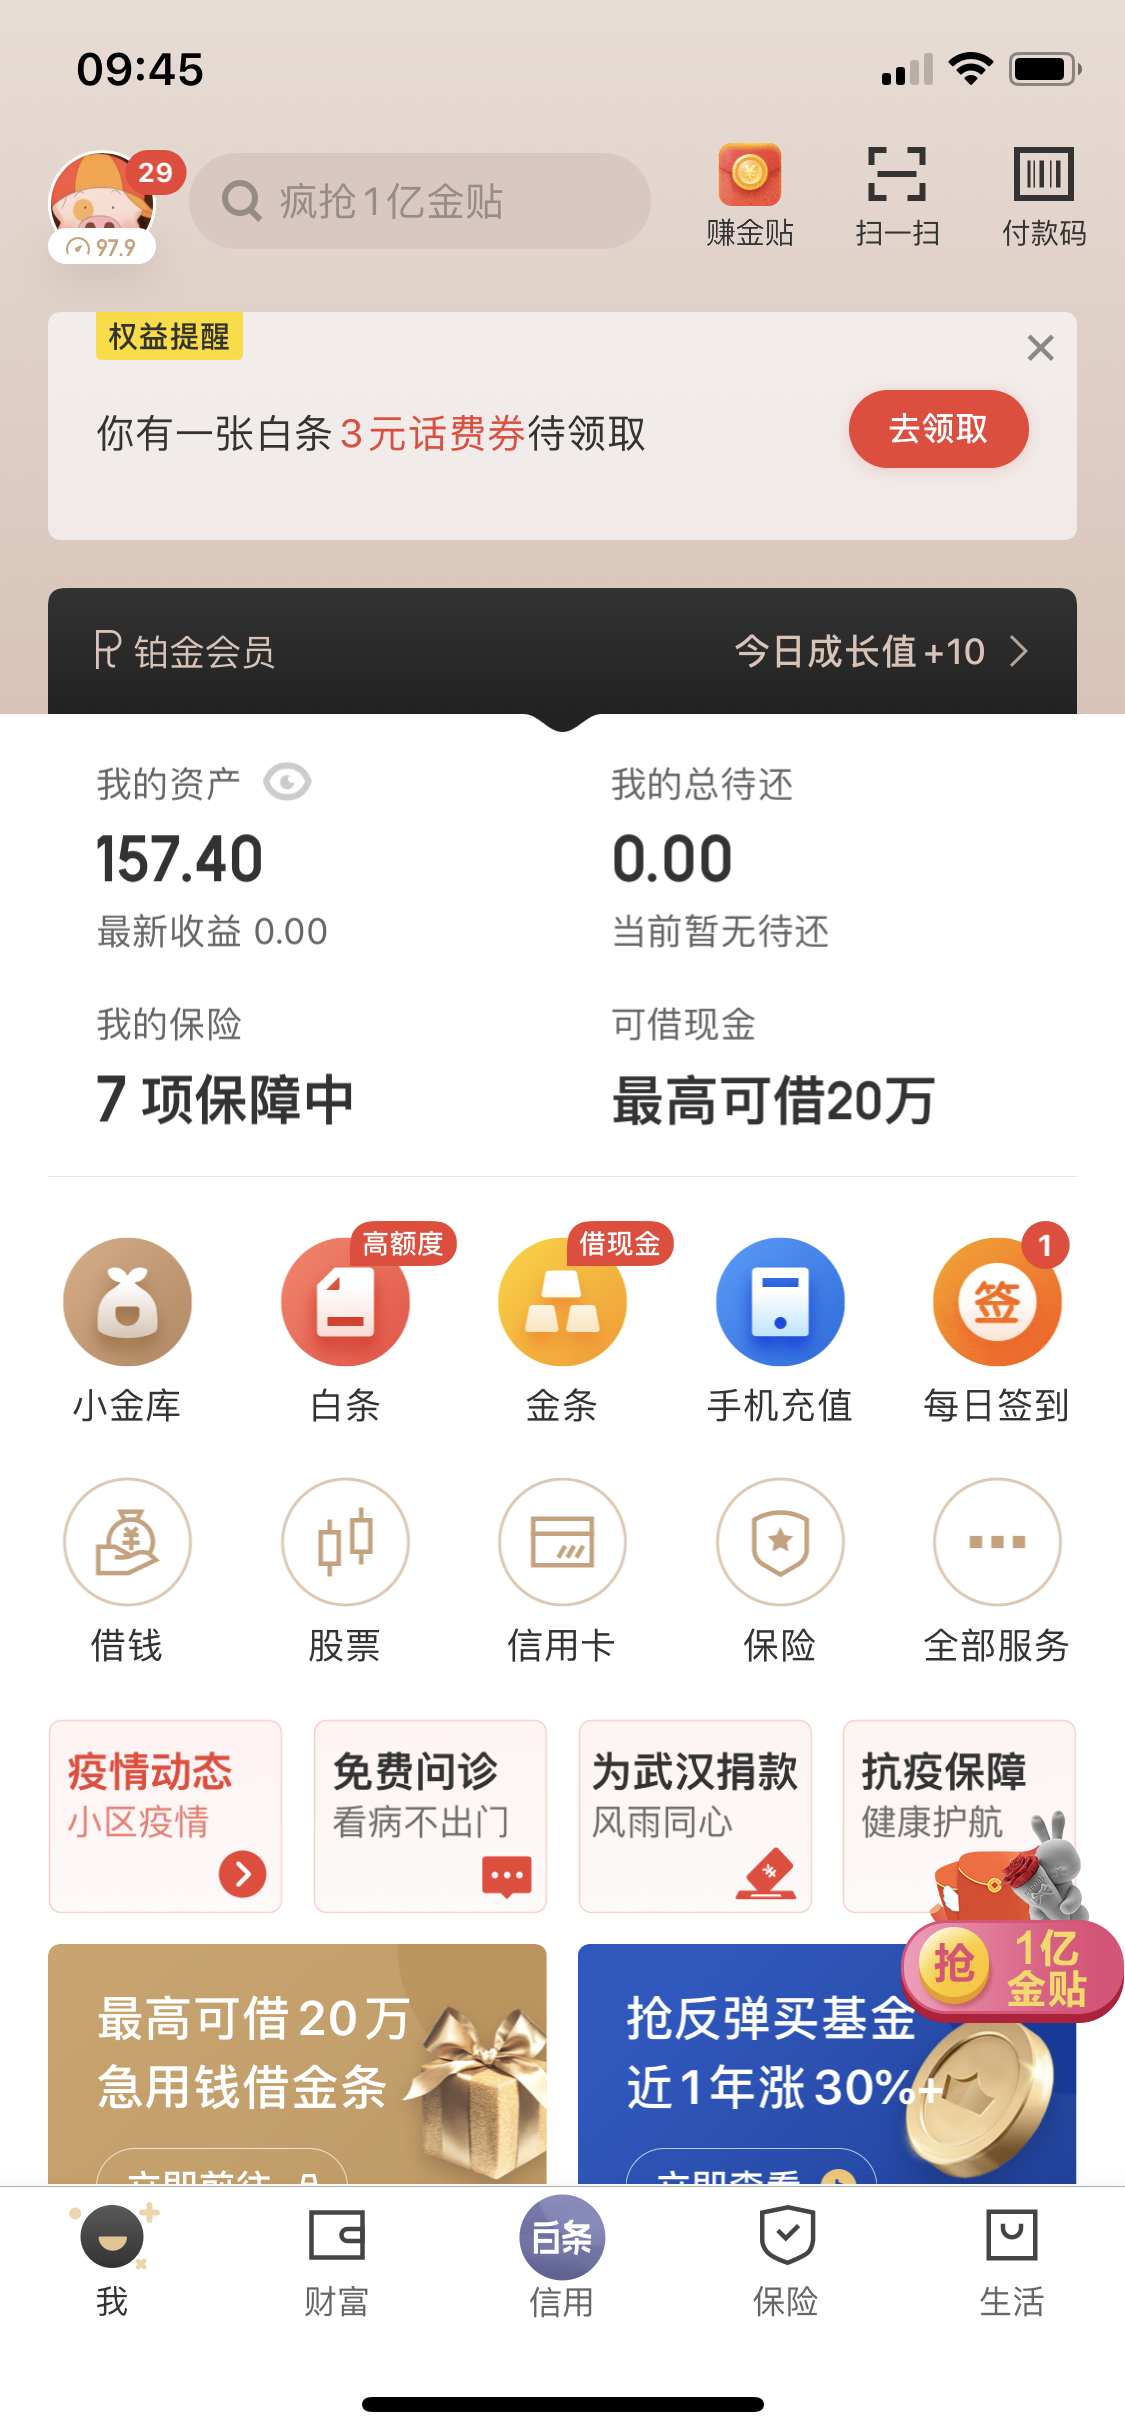 09:45
29
97.9
疯抢1亿金贴
赚金贴
扫一扫
付款码
权益提醒
你有一张白条3元话费券待领取
去领取
铂金会员
今日成长值+10
我的资产
我的总待还
157.40
0.00
最新收益 0.00
当前暂无待还
我的保险
可借现金
7 项保障中
最高可借20万
高额度
借现金
1
签
小金库
白条
金条
手机充值
每日签到
借钱
股票
信用卡
保险
全部服务
疫情动态
小区疫情
免费问诊
看病不出门
为武汉捐款
风雨同心
抗疫保障
健康护航
抢
1亿
金贴
最高可借20万
急用钱借金条
立即前往
抢反弹买基金
近1年涨30%+
立即查看
白条
我
财富
信用
保险
生活